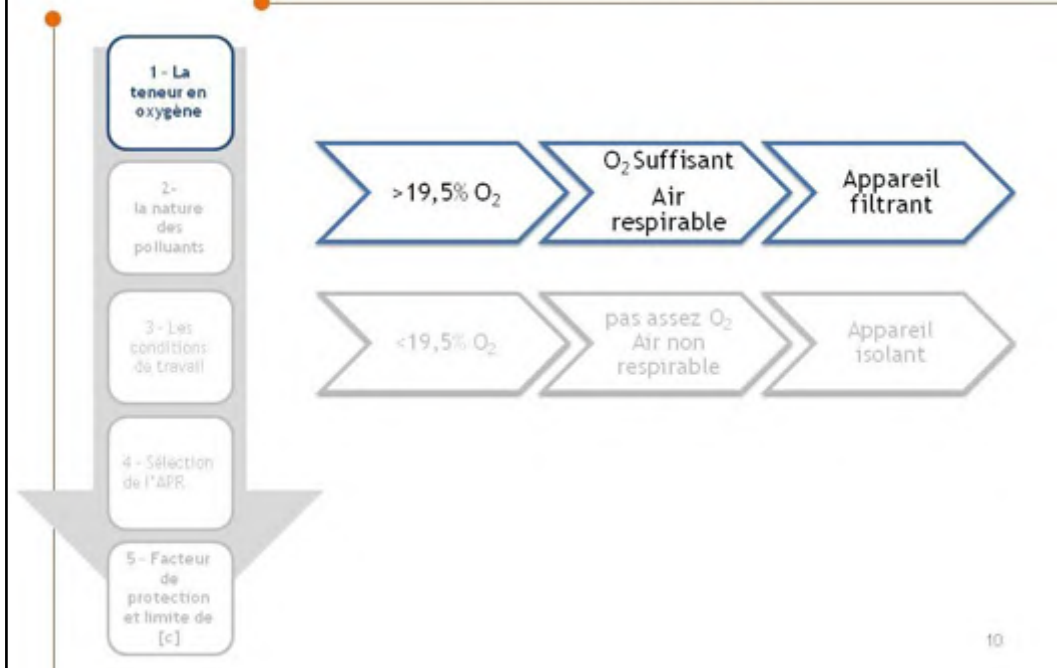 1 - La
teneur en
oxygène
2-
la nature
des
polluants
3 - Les
conditions
de travail
4 - Sélection
de l'APR
5 - Facteur
de
protection
et limite de
[c]
>19,5% O₂
O₂ Suffisant
Air
respirable
Appareil
filtrant
<19,5% O₂
pas assez O₂
Air non
respirable
Appareil
isolant
10